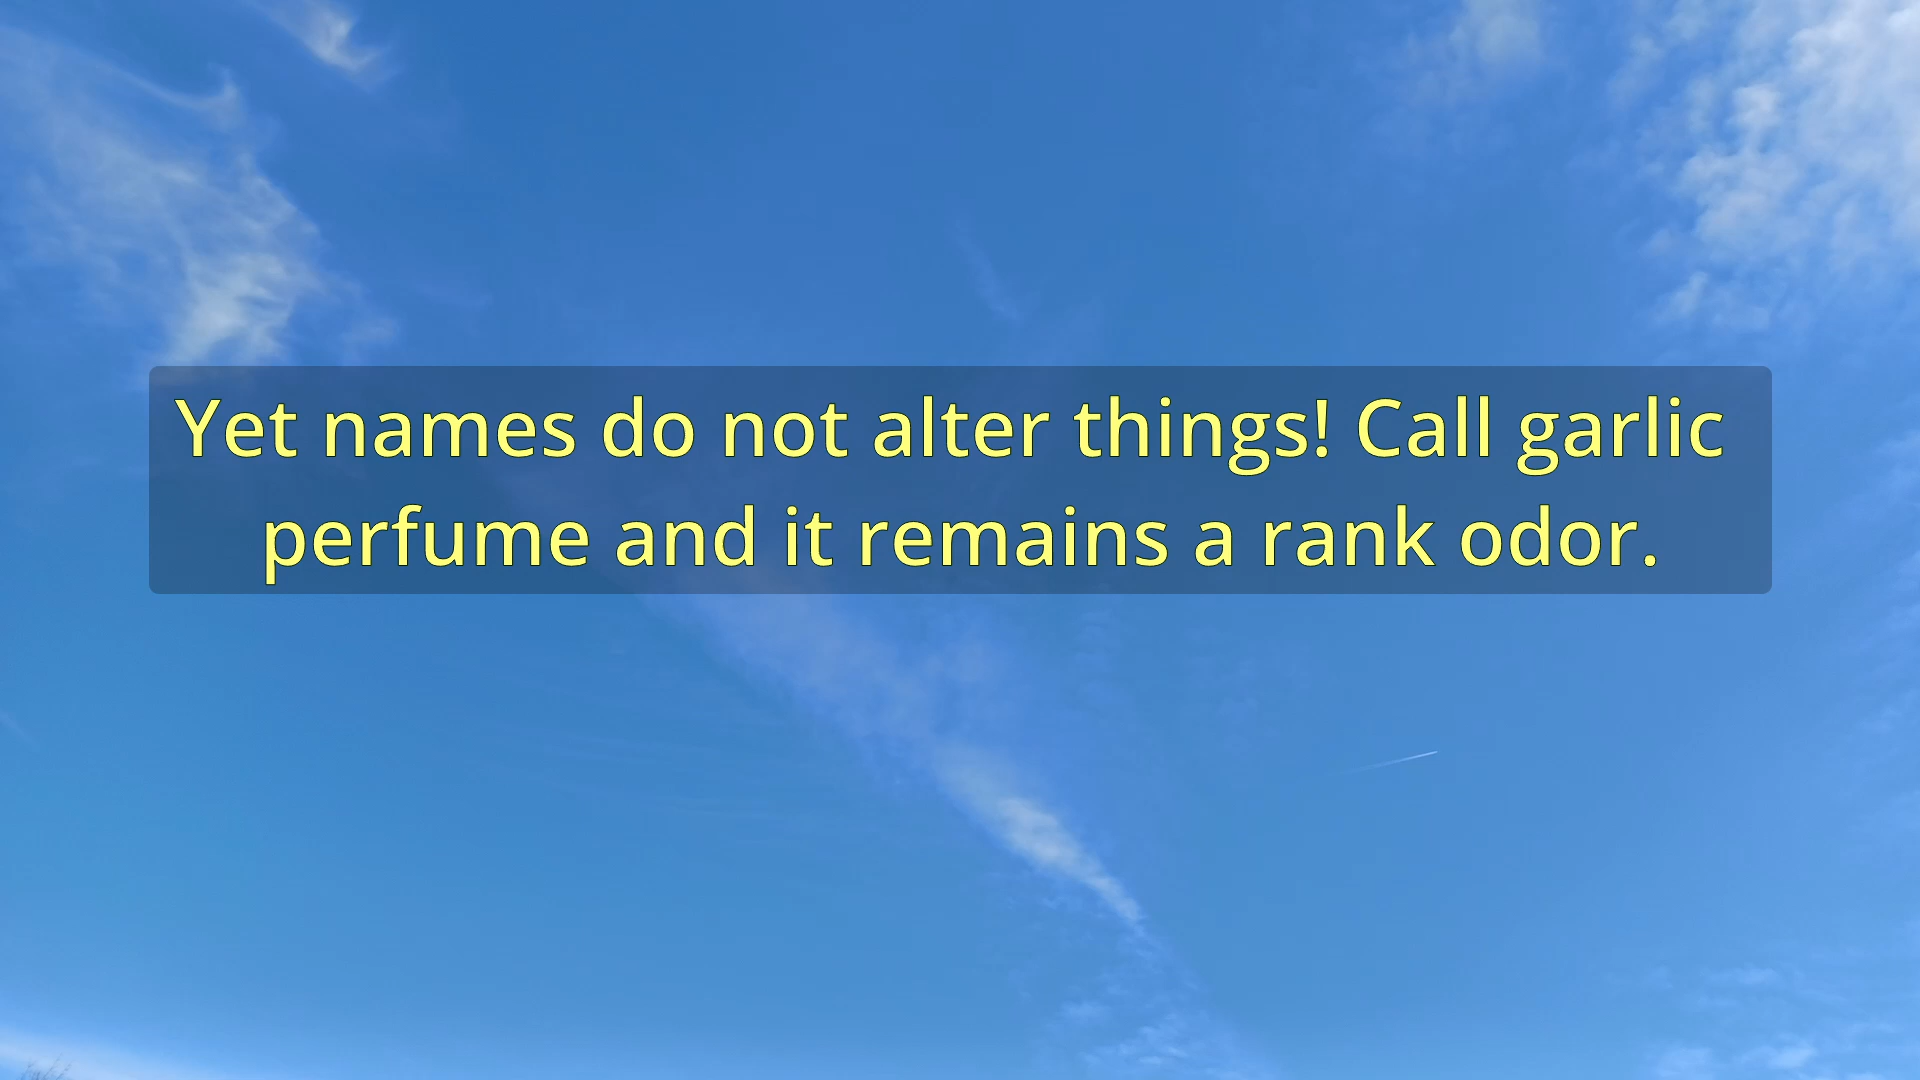 Yet names do not alter things! Call garlic
perfume and it remains a rank odor.